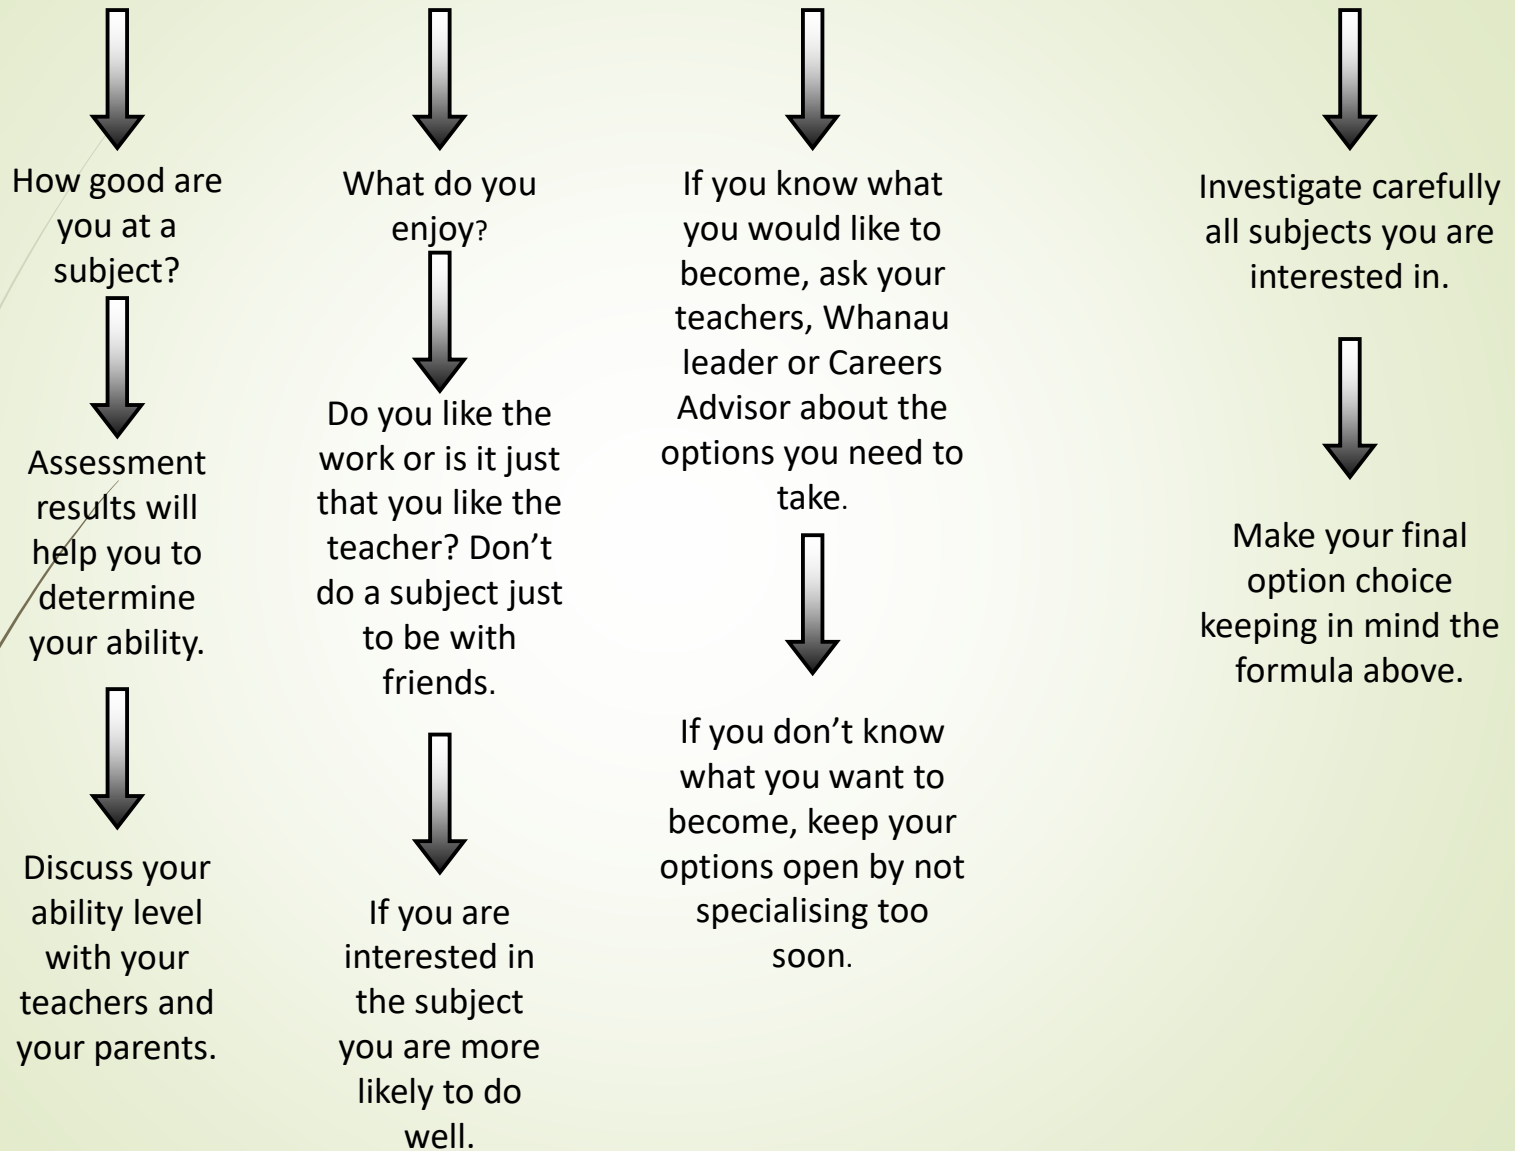 How good are
you at a
subject?
Assessment
results will
help you to
determine
your ability.
Discuss your
ability level
with your
teachers and
your parents.
What do you
enjoy?
Do you like the
work or is it just
that you like the
teacher? Don’t
do a subject just
to be with
friends.
If you are
interested in
the subject
you are more
likely to do
well.
If you know what
you would like to
become, ask your
teachers, Whanau
leader or Careers
Advisor about the
options you need to
take.
If you don’t know
what you want to
become, keep your
options open by not
specialising too
soon.
Investigate carefully
all subjects you are
interested in.
Make your final
option choice
keeping in mind the
formula above.